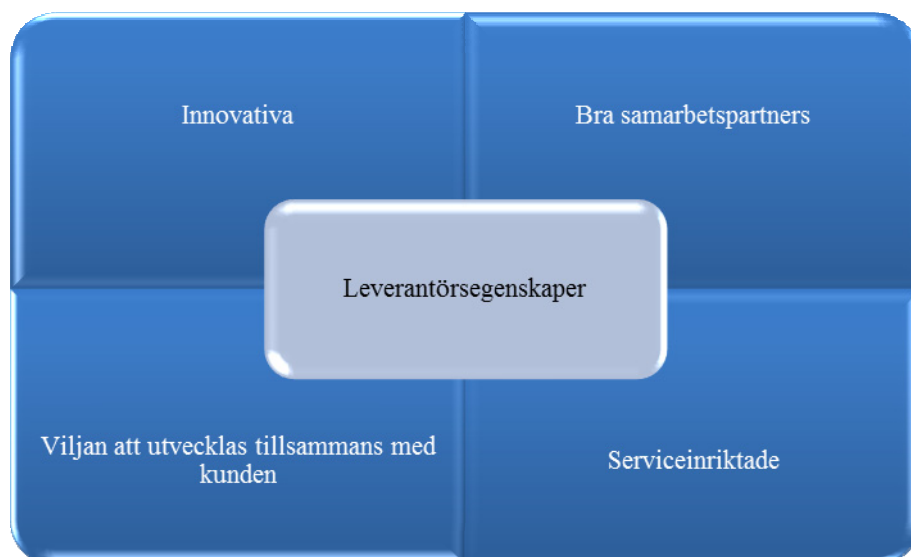 Innovativa
Bra samarbetspartners
Leverantörsegenskaper
Viljan att utvecklas tillsammans med
kunden
Serviceinriktade